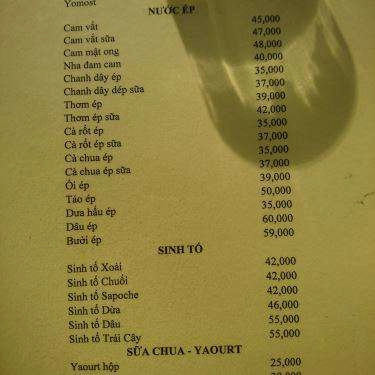 Yomost
NƯỚC ÉP
Cam vắt 45,000
Cam vắt sữa 47,000
Cam mật ong 48,000
Nha đam cam 40,000
Chanh dây ép 35,000
Chanh dây dép sữa 37,000
Thơm ép 39,000
Thơm ép sữa 42,000
Cà rốt ép 35,000
Cà rốt ép sữa 37,000
Cà chua ép 35,000
Cà chua ép sữa 37,000
Ổi ép 39,000
Táo ép 50,000
Dưa hấu ép 35,000
Dâu ép 60,000
Bưởi ép 59,000
SINH TỐ
Sinh tố Xoài 42,000
Sinh tố Chuối 42,000
Sinh tố Sapoche 42,000
Sinh tố Dừa 46,000
Sinh tố Dâu 55,000
Sinh tố Trái Cây 55,000
SỮA CHUA - YAOURT
Yaourt hộp 25,000